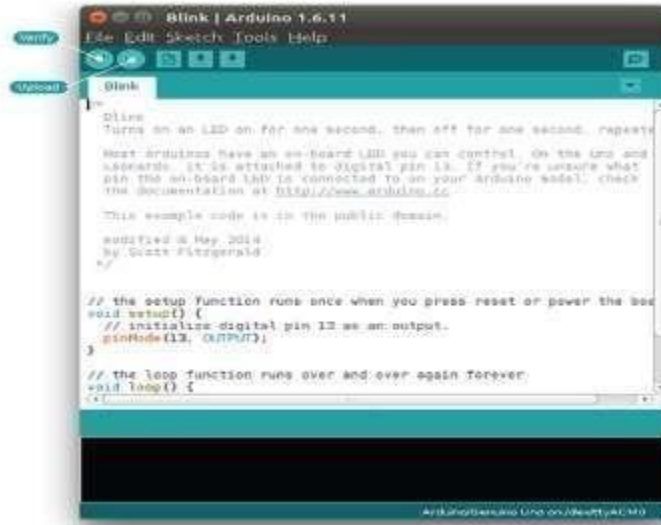 Blink | Arduino 1.6.11
File Edit Sketch Tools Help
Verify
Upload
Blink
/*
Blink
Turns on an LED on for one second, then off for one second, repeate
Most Arduinos have an on-board LED you can control. On the Uno and
Leonardo, it is attached to digital pin 13. If you're unsure what
pin the on-board LED is connected to on your Arduino model, check
the documentation at http://www.arduino.cc
This example code is in the public domain.
modified 8 May 2014
by Scott Fitzgerald
*/
// the setup function runs once when you press reset or power the boa
void setup() {
// initialize digital pin 13 as an output.
pinMode(13, OUTPUT);
}
// the loop function runs over and over again forever
void loop() {
Arduino/Genuino Uno on /dev/ttyACM0